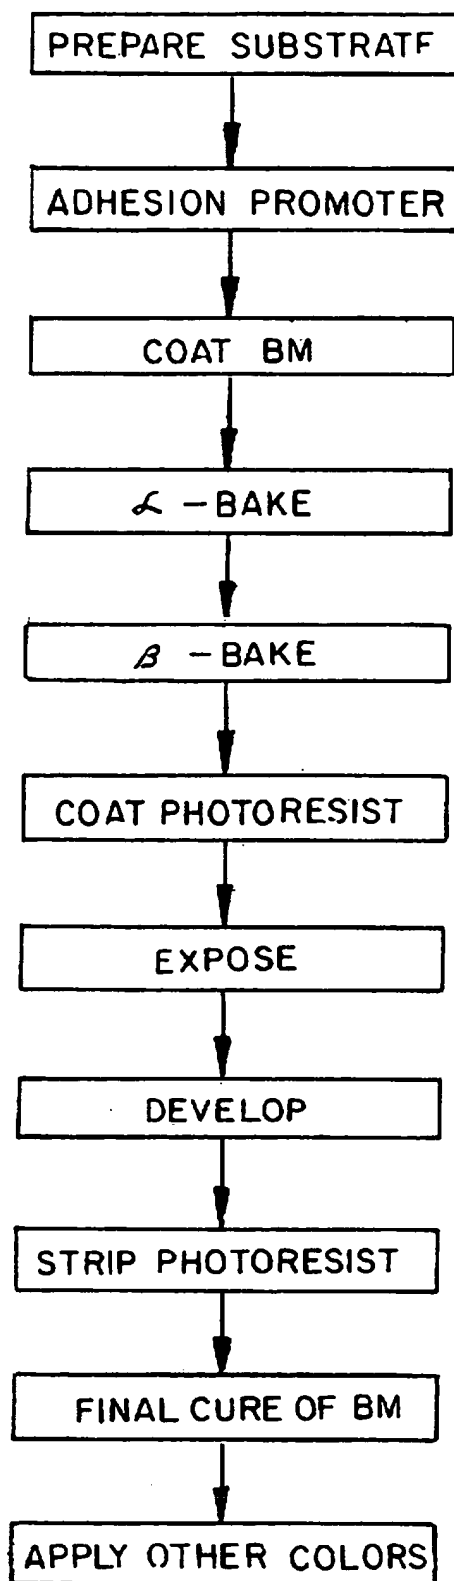 PREPARE SUBSTRATE
ADHESION PROMOTER
COAT BM
α - BAKE
β - BAKE
COAT PHOTORESIST
EXPOSE
DEVELOP
STRIP PHOTORESIST
FINAL CURE OF BM
APPLY OTHER COLORS